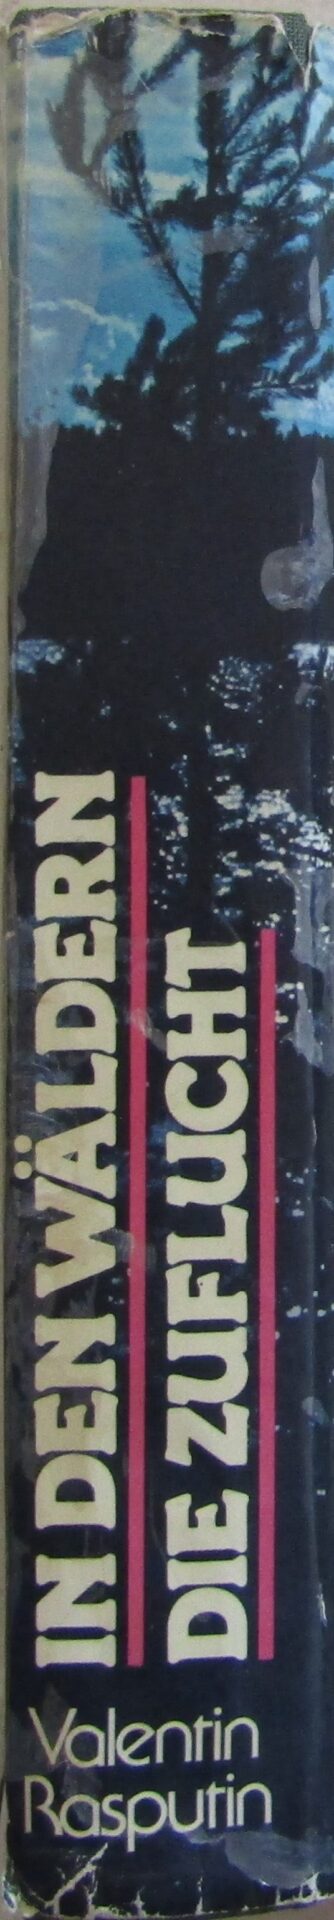 IN DEN WÄLDERN
DIE ZUFLUCHT
Valentin
Rasputin